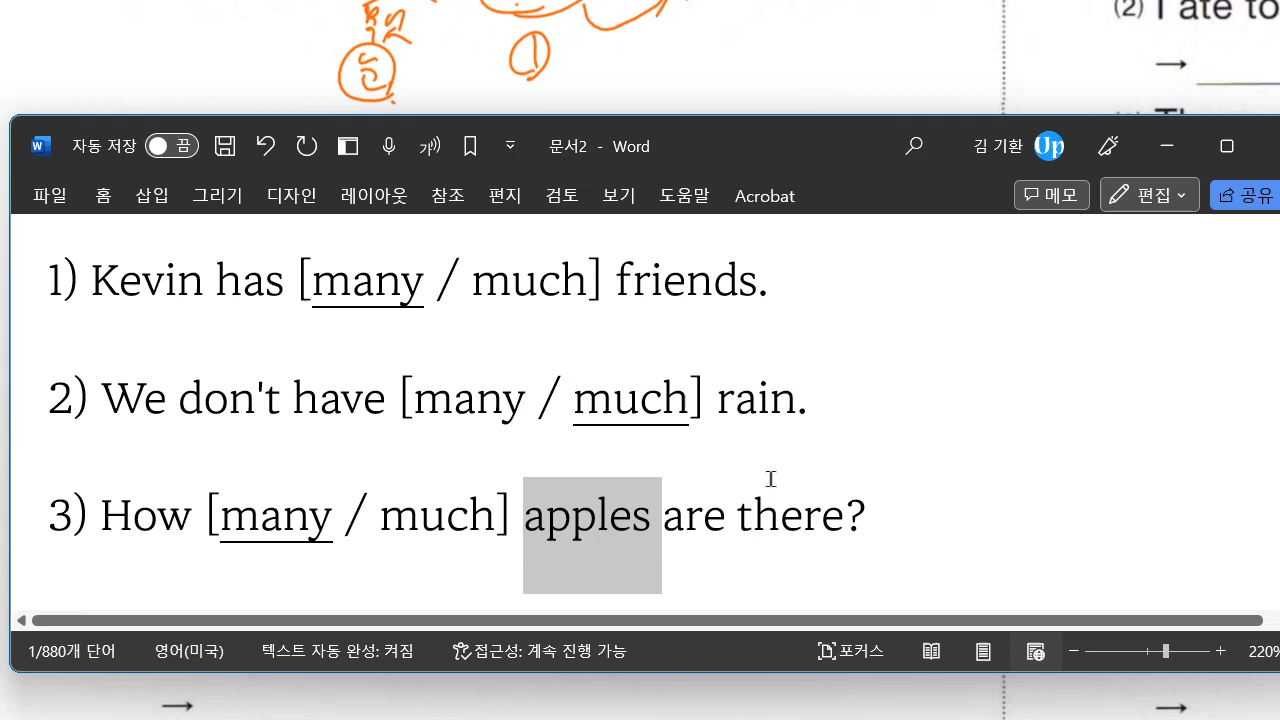 (2) I ate to
→
①
자동 저장 끔 가)) 문서2 - Word 김 기환 Up
파일 홈 삽입 그리기 디자인 레이아웃 참조 편지 검토 보기 도움말 Acrobat 메모 편집 공유
1) Kevin has [many / much] friends.
2) We don't have [many / much] rain.
3) How [many / much] apples are there?
1/880개 단어 영어(미국) 텍스트 자동 완성: 켜짐 접근성: 계속 진행 가능 포커스 − + 220%
→ →